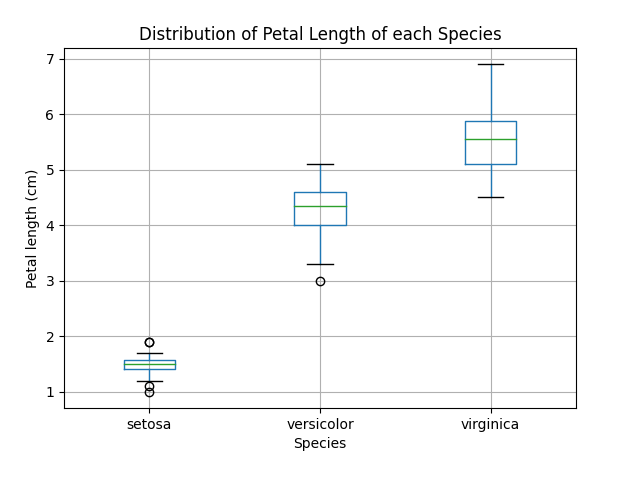 Distribution of Petal Length of each Species
7
6
5
4
3
2
1
Petal length (cm)
setosa versicolor virginica
Species